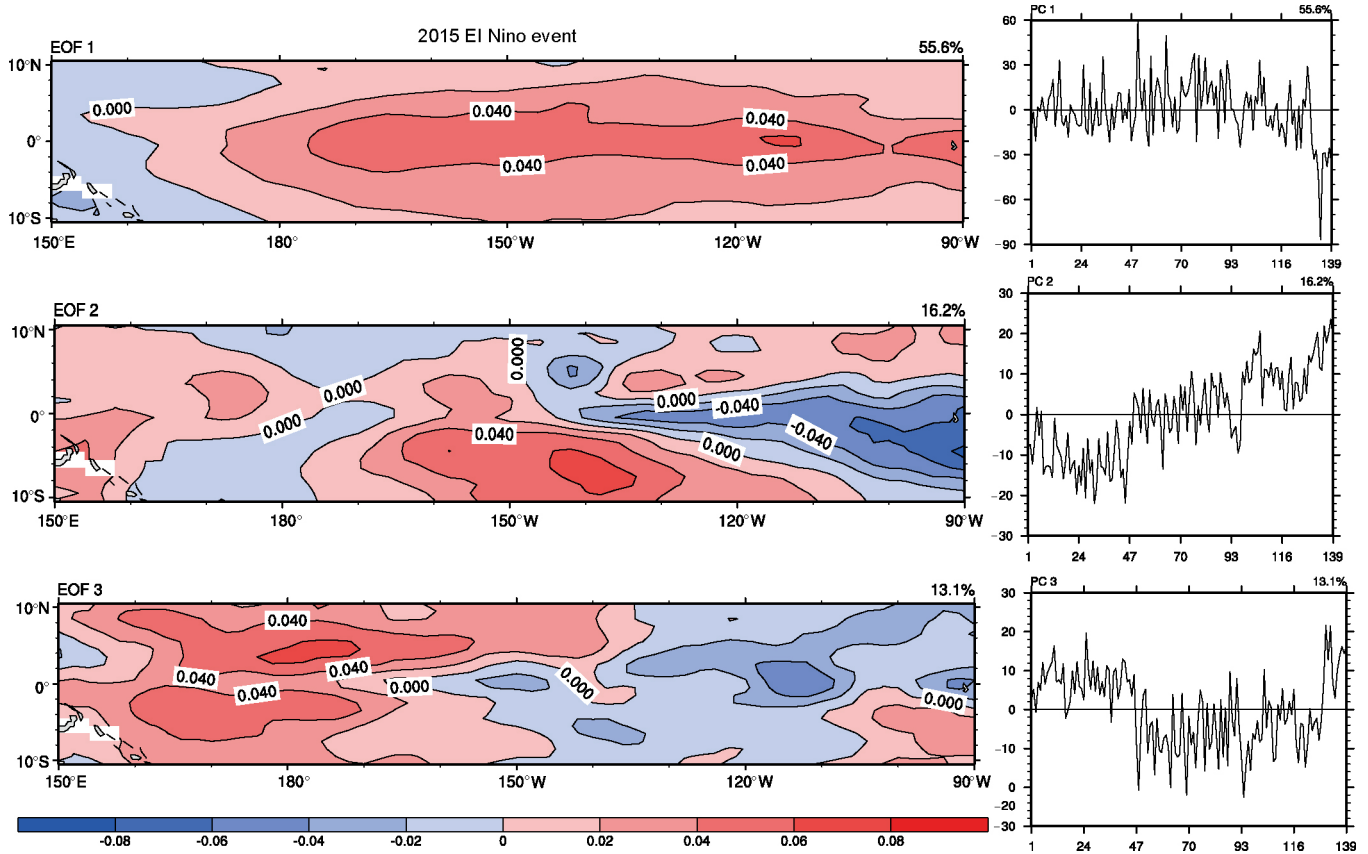 2015 EI Nino event
EOF 1 55.6%
10°N
0°
10°S
0.000
0.040
0.040
0.040
0.040
150°E 180° 150°W 120°W 90°W
PC 1 55.6%
60
30
0
−30
−60
−90
1 24 47 70 93 116 139
EOF 2 16.2%
10°N
0°
10°S
0.000
0.000
0.000
0.000
-0.040
0.040
-0.040
0.000
150°E 180° 150°W 120°W 90°W
PC 2 16.2%
30
20
10
0
−10
−20
−30
1 24 47 70 93 116 139
EOF 3 13.1%
10°N
0°
10°S
0.040
0.040
0.040
0.040
0.000
0.000
0.000
150°E 180° 150°W 120°W 90°W
PC 3 13.1%
30
20
10
0
−10
0
−20
−30
1 24 47 70 93 116 139
-0.08 -0.06 -0.04 -0.02 0 0.02 0.04 0.06 0.08